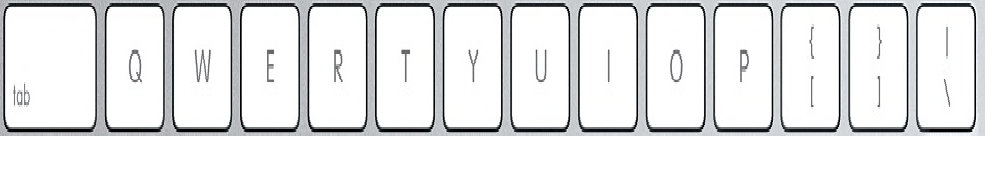 tab Q W E R T Y U I O P { } |
[ ] \